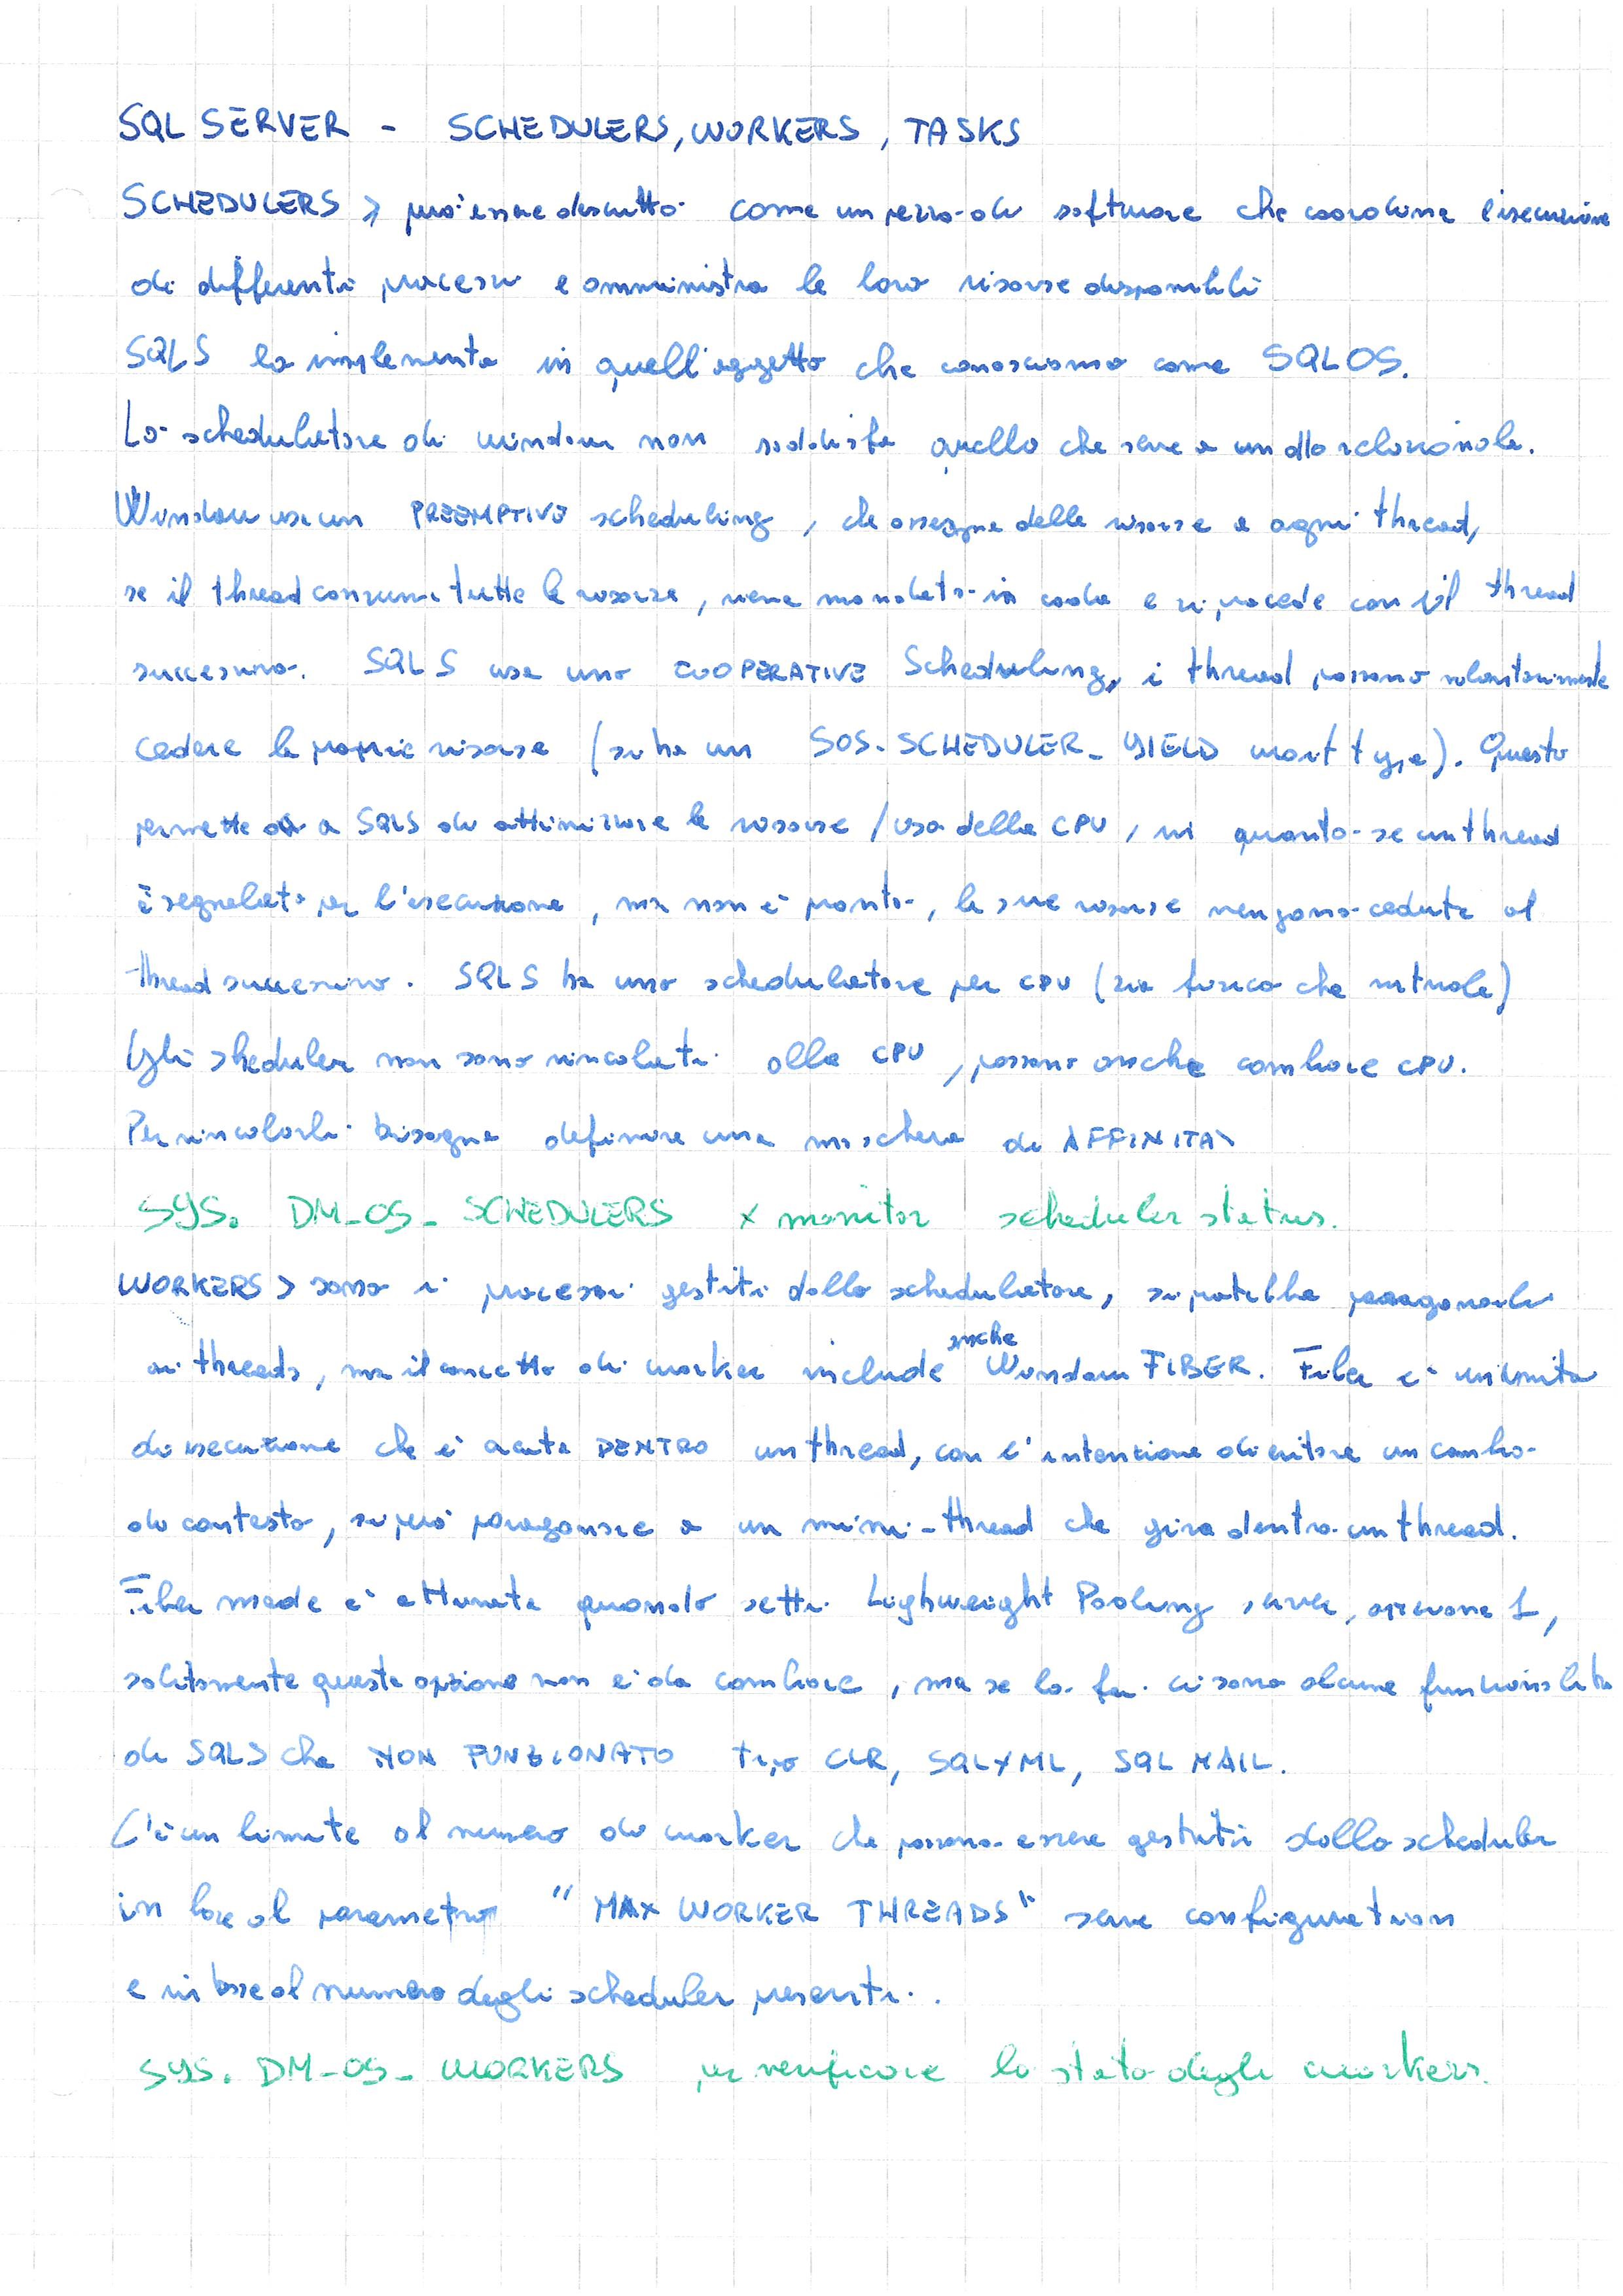 SQL SERVER - SCHEDULERS, WORKERS, TASKS
SCHEDULERS > può essere descritto come un pezzo di software che coordina l'esecuzione
di differenti processi e amministra le loro risorse disponibili
SQLS lo implementa in quell'oggetto che conosciamo come SQLOS.
Lo schedulatore di windows non soddisfa quello che serve a un db relazionale.
Windows usa un PREEMPTIVE scheduling, che assegna delle risorse a ogni thread,
se il thread consuma tutte le risorse, viene mandato in coda e si procede con il thread
successivo. SQLS usa uno COOPERATIVE Scheduling, i thread possono volontariamente
cedere le proprie risorse (si ha un SOS_SCHEDULER_YIELD wait type). Questo
permette a SQLS di ottimizzare le risorse / uso della CPU, in quanto se un thread
è segnalato per l'esecuzione, ma non è pronto, le sue risorse vengono cedute al
thread successivo. SQLS ha uno schedulatore per CPU (sia fisica che virtuale)
Gli sheduler non sono vincolati alla CPU, possono anche cambiare CPU.
Per vincolarli bisogna definire una maschera di AFFINITA'
SYS. DM_OS_SCHEDULERS x monitor scheduler status.
WORKERS > sono i processi gestiti dallo schedulatore, si potrebbe paragonarli
ai threads, ma il concetto di worker include anche Windows FIBER. Fiber è un'unità
di esecuzione che è creata DENTRO un thread, con l'intenzione di evitare un cambio
di contesto, si può paragonare a un mini-thread che gira dentro un thread.
Fiber mode è attivata quando setti Lighweight Pooling server, opzione 1,
solitamente questa opzione non è da cambiare, ma se lo fai ci sono alcune funzionalità
di SQLS che NON FUNZIONATO tipo CLR, SQLXML, SQL MAIL.
C'è un limite al numero di worker che possono essere gestiti dallo scheduler
in base al parametro "MAX WORKER THREADS" server configuration
e in base al numero degli scheduler presenti.
SYS. DM_OS_WORKERS per verificare lo stato degli workers.